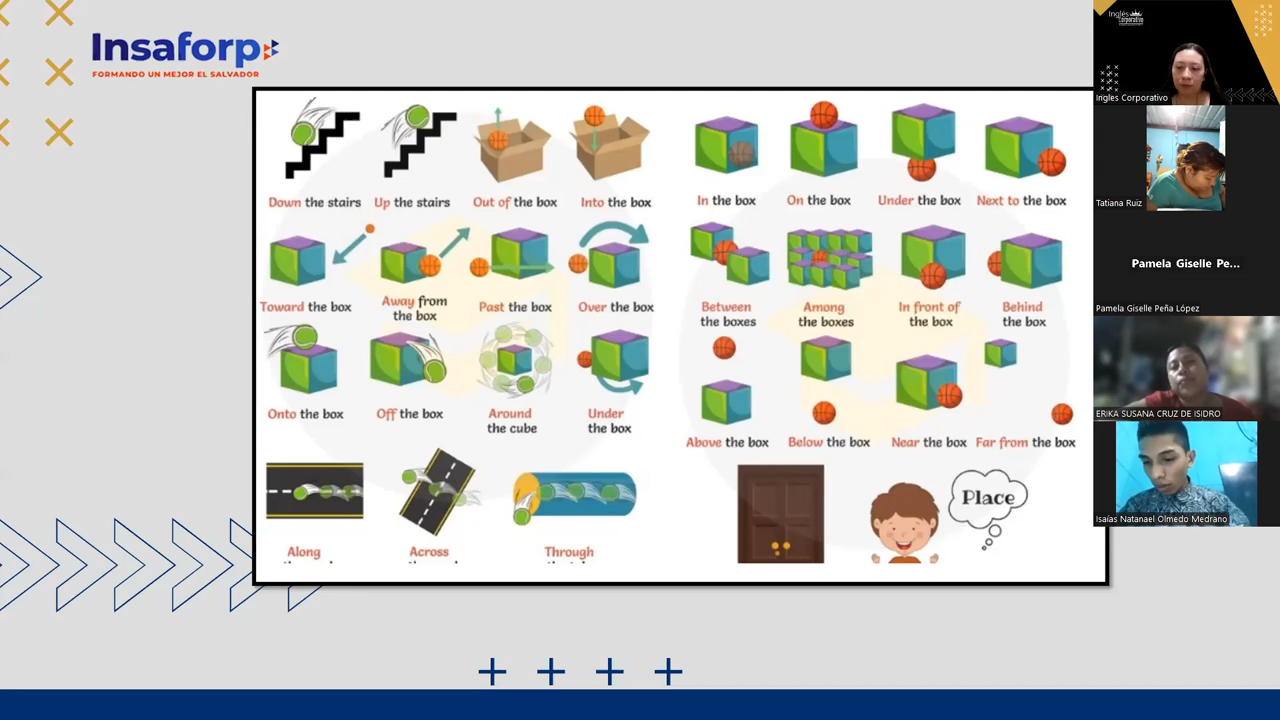 Insaforp
FORMANDO UN MEJOR EL SALVADOR
Down the stairs
Up the stairs
Out of the box
Into the box
Toward the box
Away from
the box
Past the box
Over the box
Onto the box
Off the box
Around
the cube
Under
the box
Along
Across
Through
In the box
On the box
Under the box
Next to the box
Between
the boxes
Among
the boxes
In front of
the box
Behind
the box
Above the box
Below the box
Near the box
Far from the box
Place
Inglés
Corporativo
Ingles Corporativo
Tatiana Ruiz
Pamela Giselle Pe...
Pamela Giselle Peña López
ERIKA SUSANA CRUZ DE ISIDRO
Isaías Natanael Olmedo Medrano